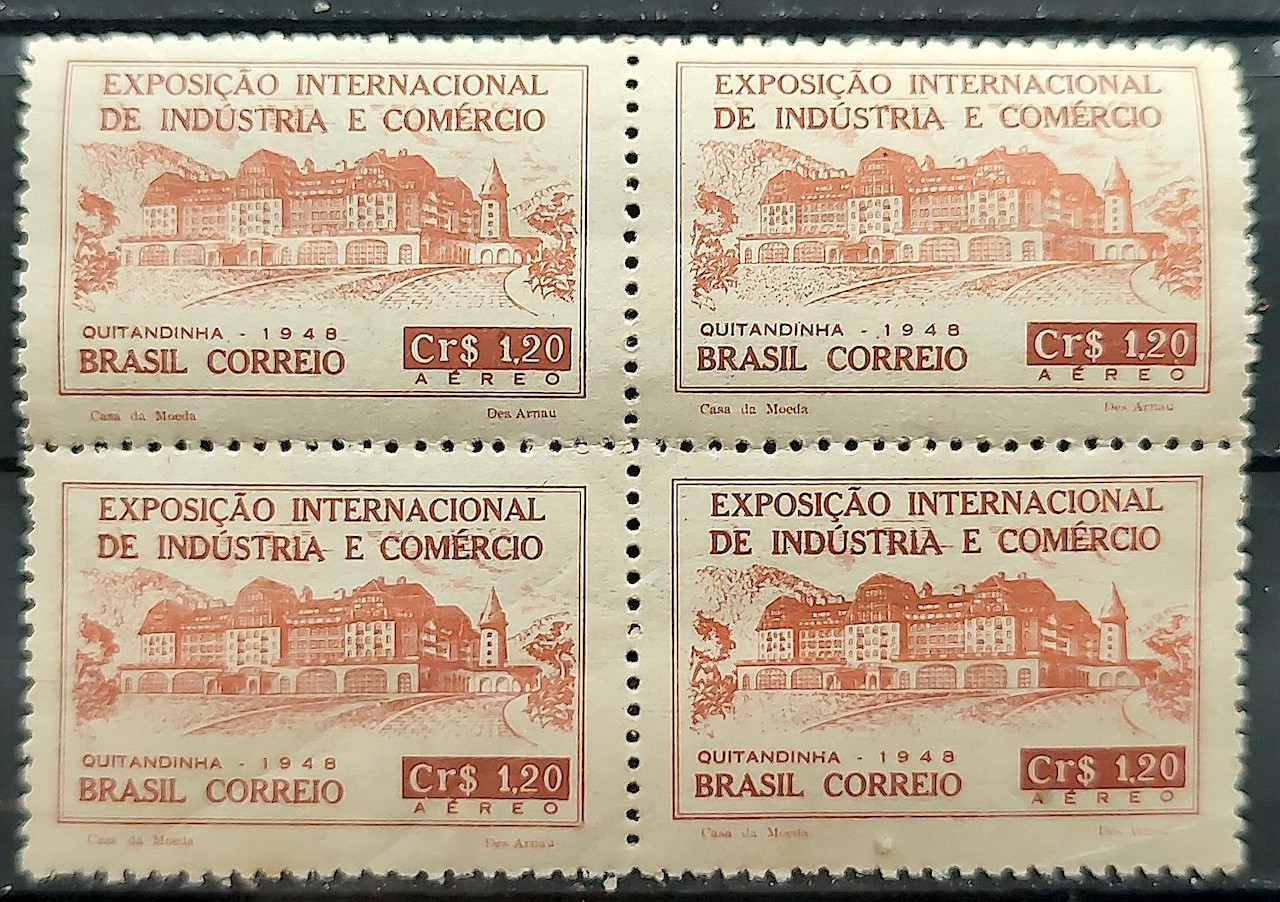 EXPOSIÇÃO INTERNACIONAL
DE INDÚSTRIA E COMÉRCIO
QUITANDINHA - 1948
BRASIL CORREIO
Cr$ 1,20
AÉREO
Casa da Moeda
Des Arnau
EXPOSIÇÃO INTERNACIONAL
DE INDÚSTRIA E COMÉRCIO
QUITANDINHA - 1948
BRASIL CORREIO
Cr$ 1,20
AÉREO
Casa da Moeda
Des Arnau
EXPOSIÇÃO INTERNACIONAL
DE INDÚSTRIA E COMÉRCIO
QUITANDINHA - 1948
BRASIL CORREIO
Cr$ 1,20
AÉREO
Casa da Moeda
Des Arnau
EXPOSIÇÃO INTERNACIONAL
DE INDÚSTRIA E COMÉRCIO
QUITANDINHA - 1948
BRASIL CORREIO
Cr$ 1,20
AÉREO
Casa da Moeda
Des Arnau